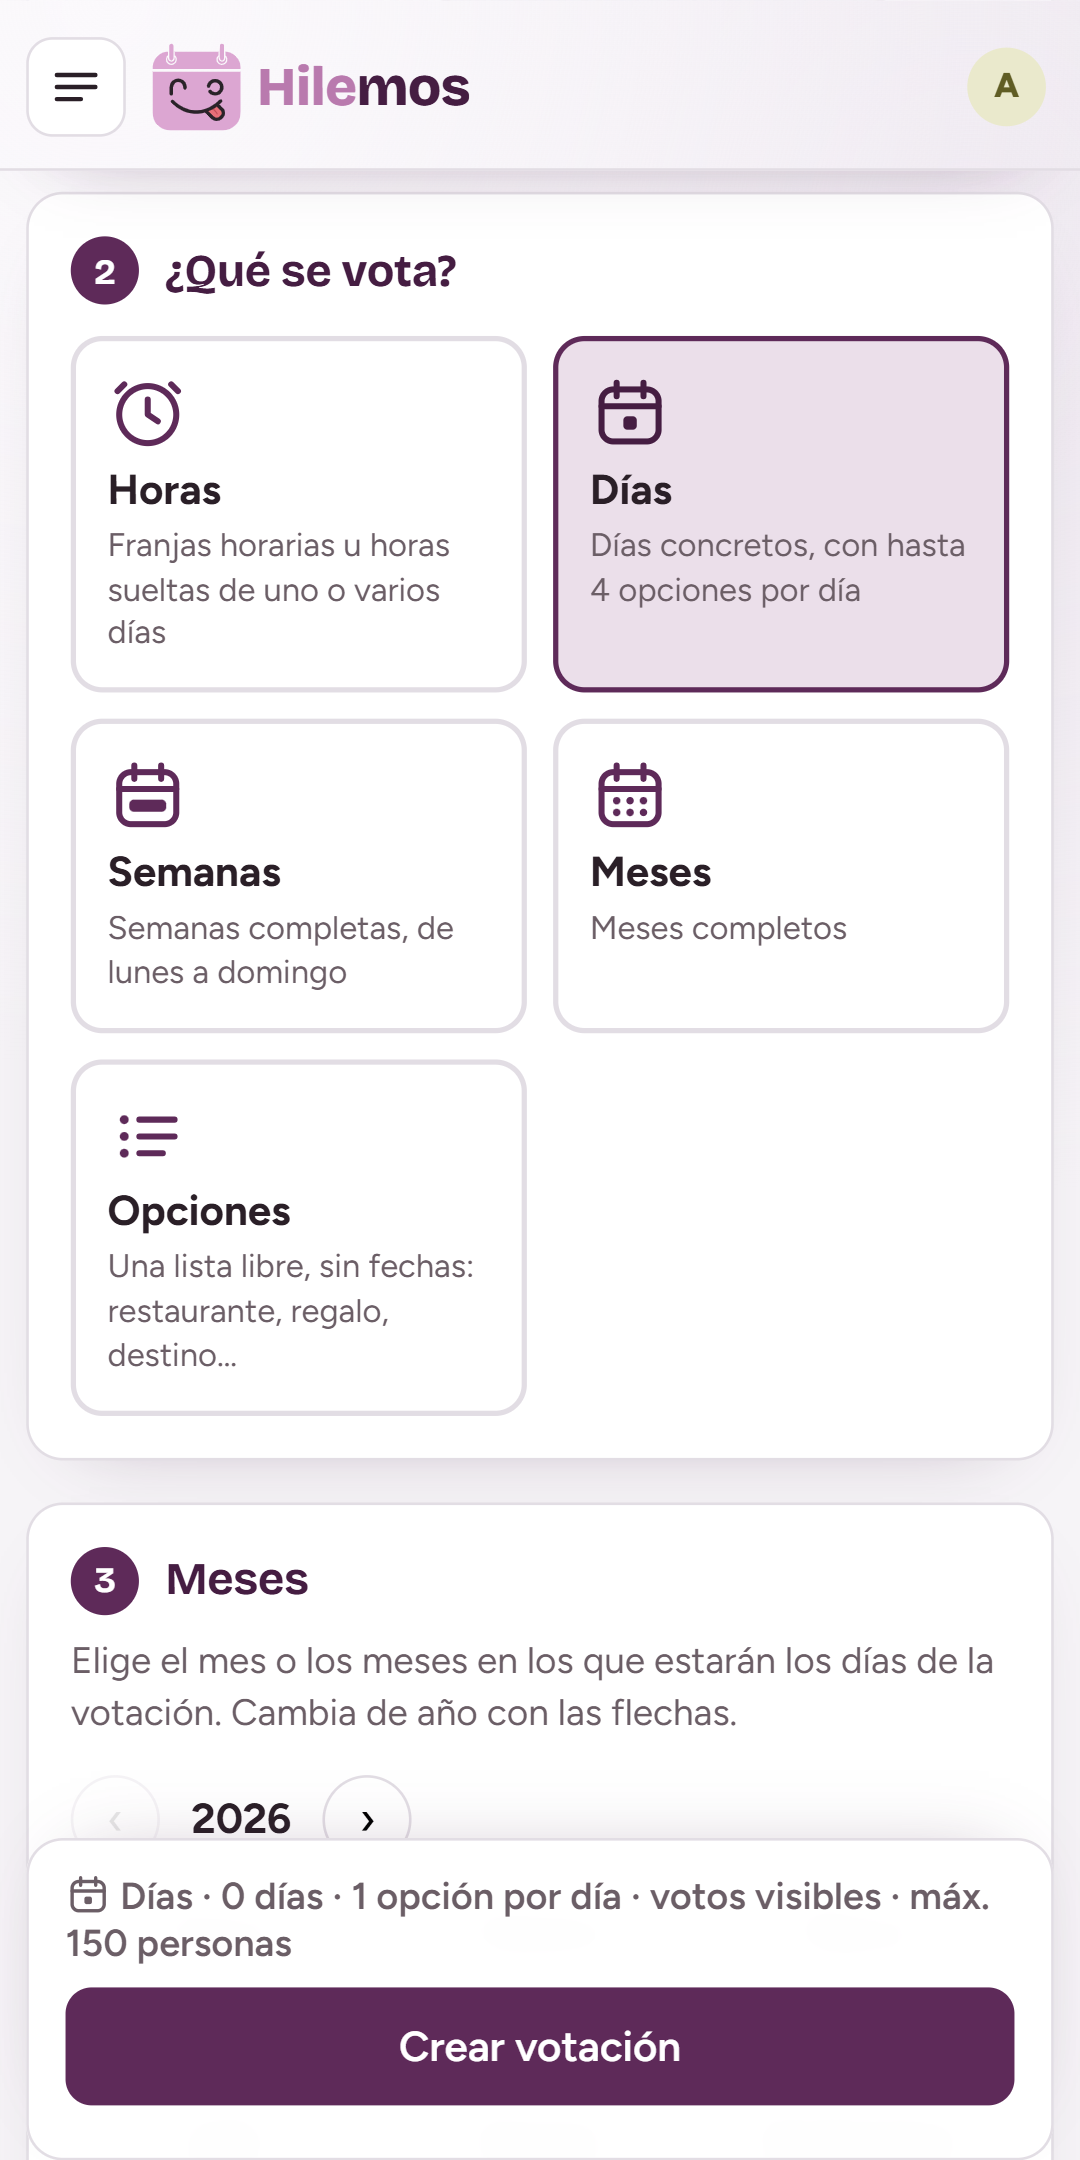 Hilemos
A
2 ¿Qué se vota?
Horas
Franjas horarias u horas
sueltas de uno o varios
días
Días
Días concretos, con hasta
4 opciones por día
Semanas
Semanas completas, de
lunes a domingo
Meses
Meses completos
Opciones
Una lista libre, sin fechas:
restaurante, regalo,
destino...
3 Meses
Elige el mes o los meses en los que estarán los días de la
votación. Cambia de año con las flechas.
‹ 2026 ›
Días · 0 días · 1 opción por día · votos visibles · máx.
150 personas
Crear votación